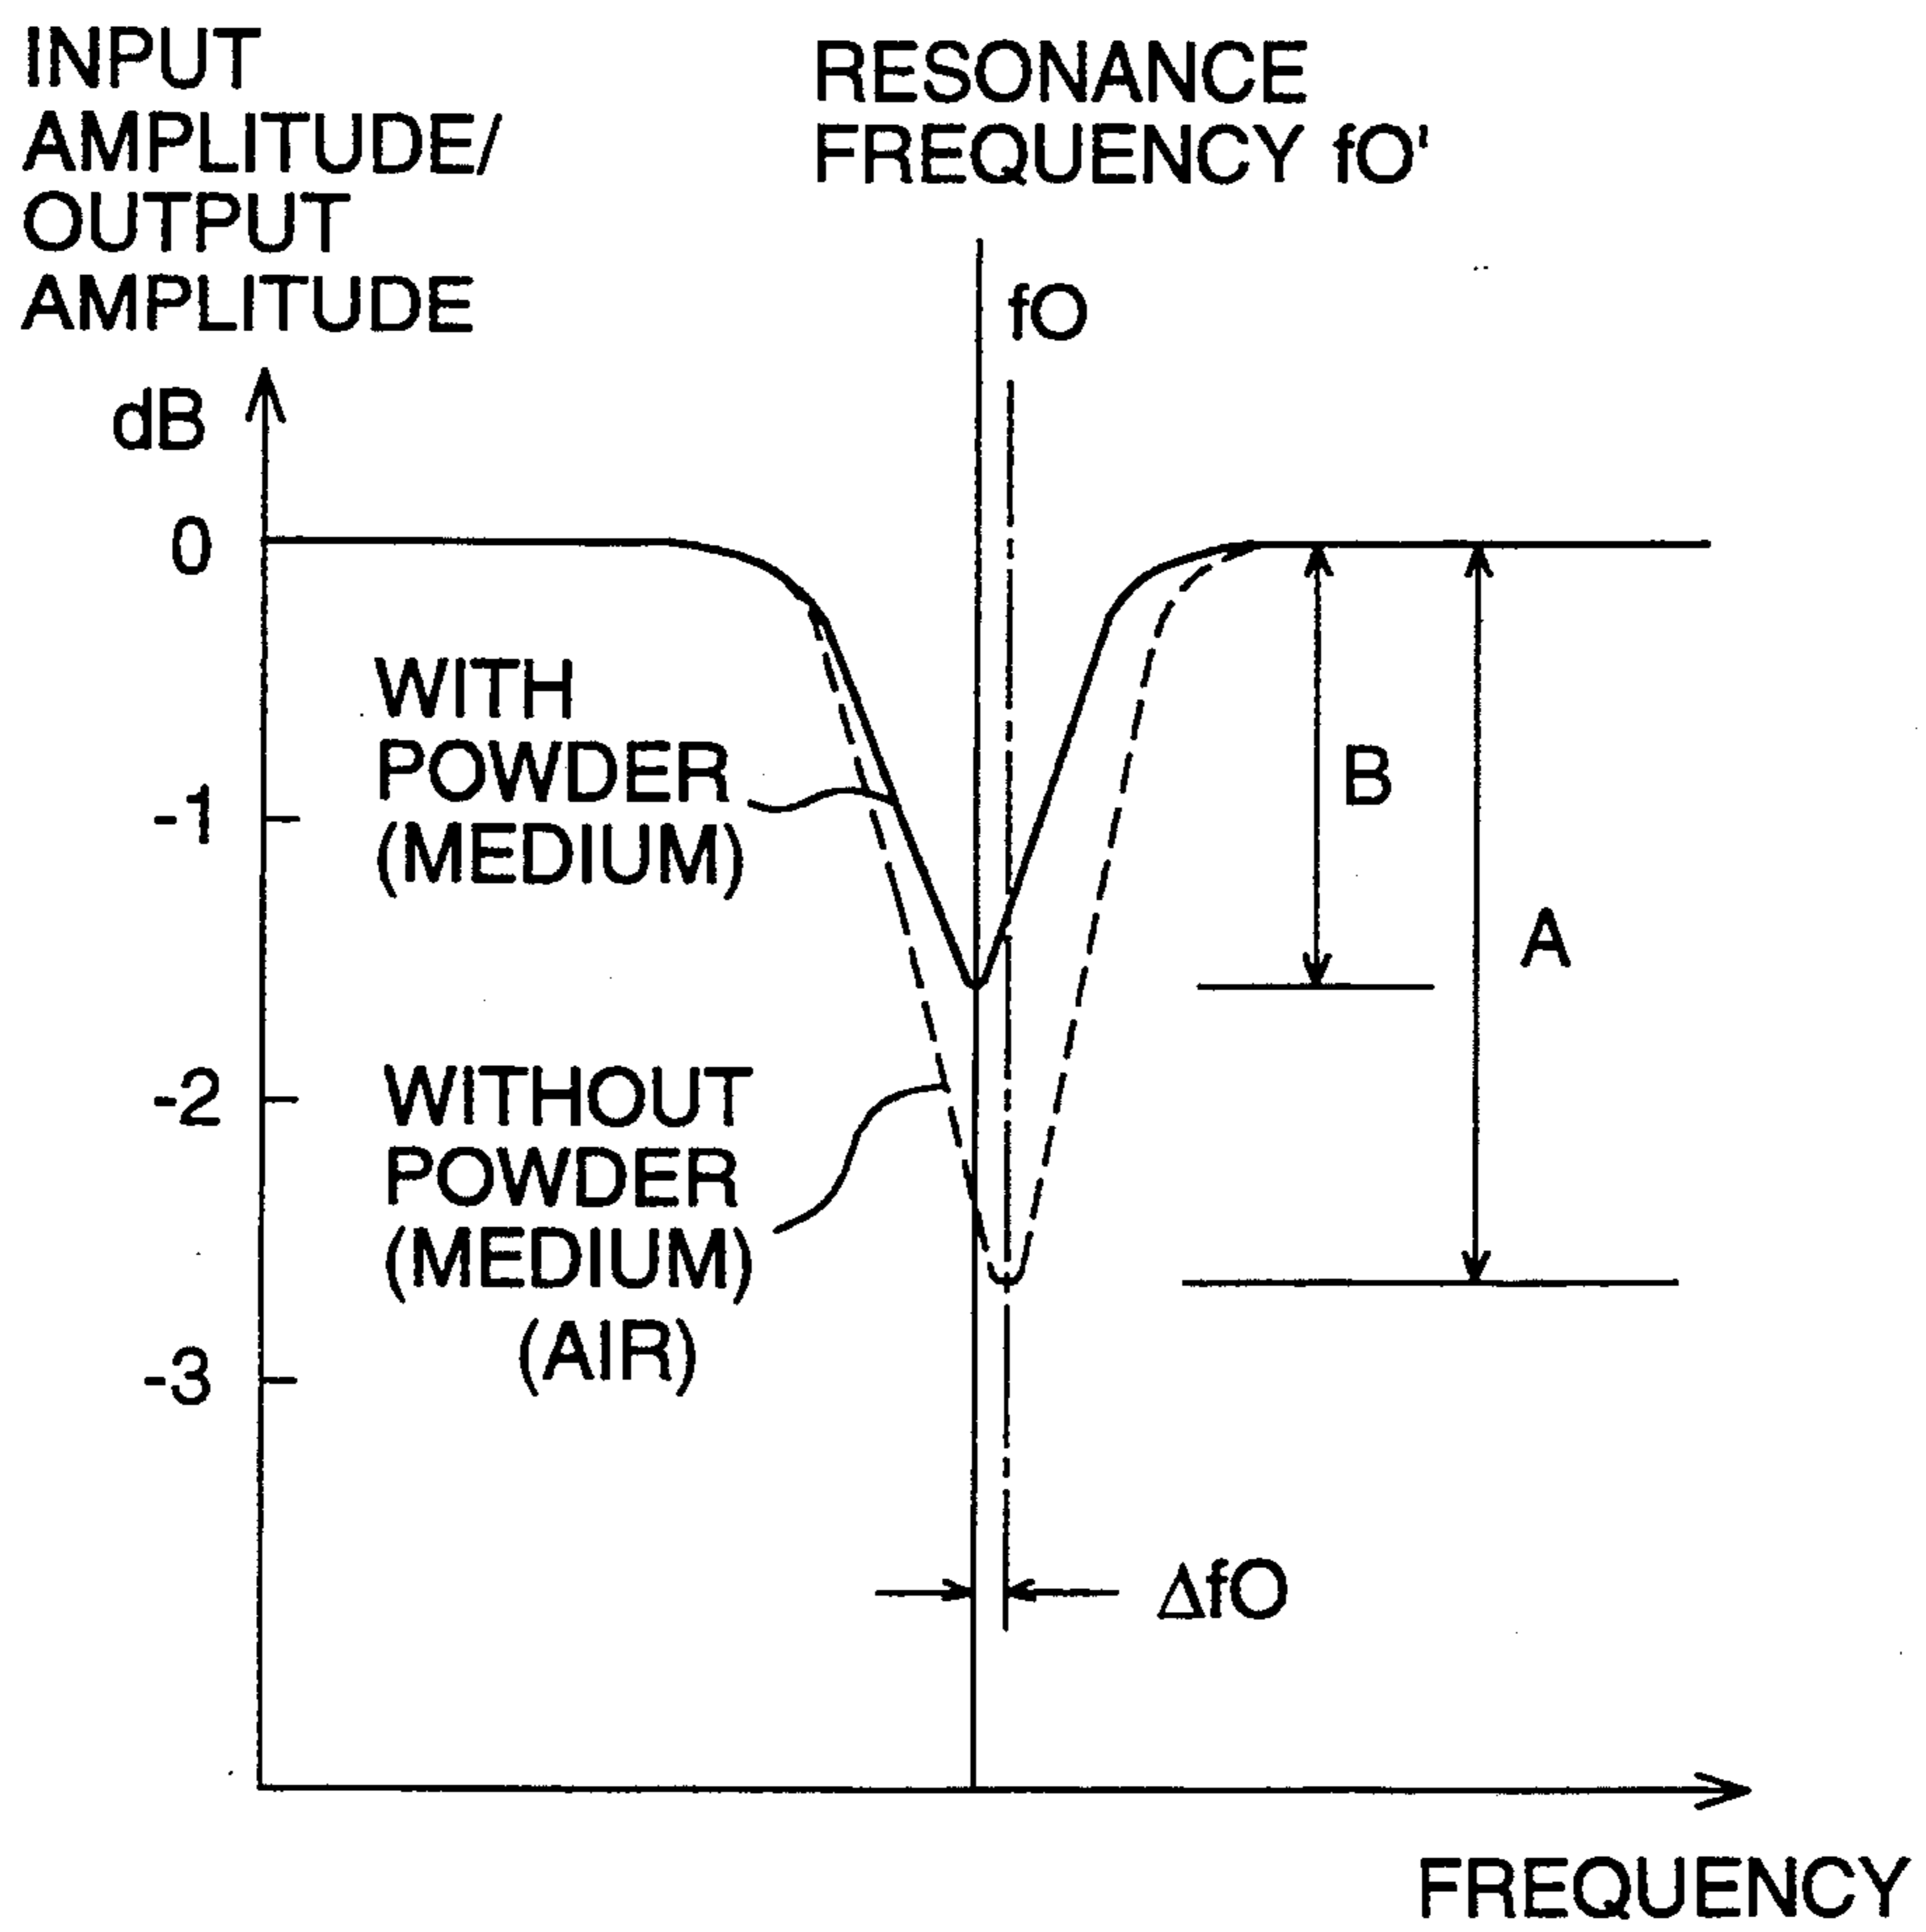 INPUT
AMPLITUDE/
OUTPUT
AMPLITUDE
RESONANCE
FREQUENCY fO'
fO
dB
0
WITH
POWDER
(MEDIUM)
B
-1
A
-2
WITHOUT
POWDER
(MEDIUM)
(AIR)
-3
ΔfO
FREQUENCY